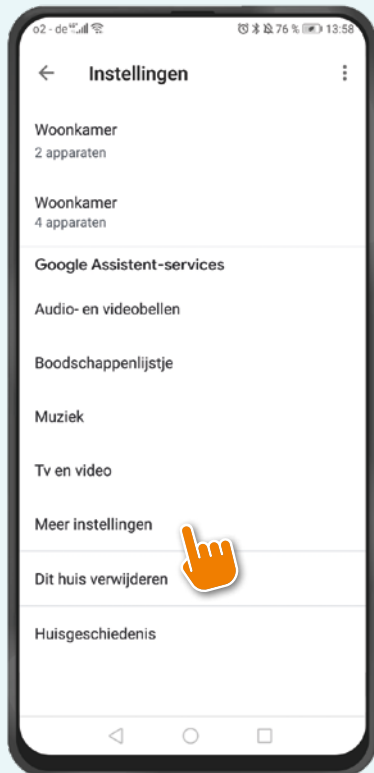 o2 - de 76 % 13:58
Instellingen
Woonkamer
2 apparaten
Woonkamer
4 apparaten
Google Assistent-services
Audio- en videobellen
Boodschappenlijstje
Muziek
Tv en video
Meer instellingen
Dit huis verwijderen
Huisgeschiedenis